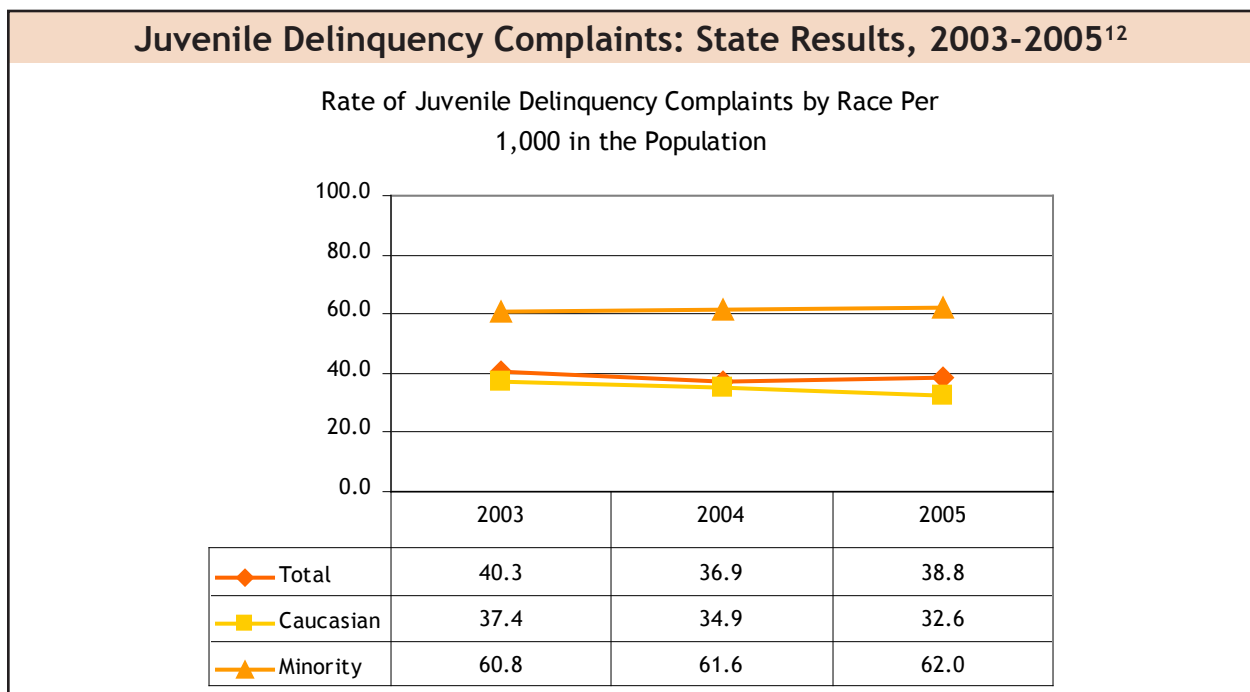 Juvenile Delinquency Complaints: State Results, 2003-2005¹²
Rate of Juvenile Delinquency Complaints by Race Per
1,000 in the Population
100.0
80.0
60.0
40.0
20.0
0.0
2003 2004 2005
Total 40.3 36.9 38.8
Caucasian 37.4 34.9 32.6
Minority 60.8 61.6 62.0